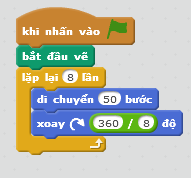 khi nhấn vào
bắt đầu vẽ
lặp lại 8 lần
di chuyển 50 bước
xoay 360 / 8 độ